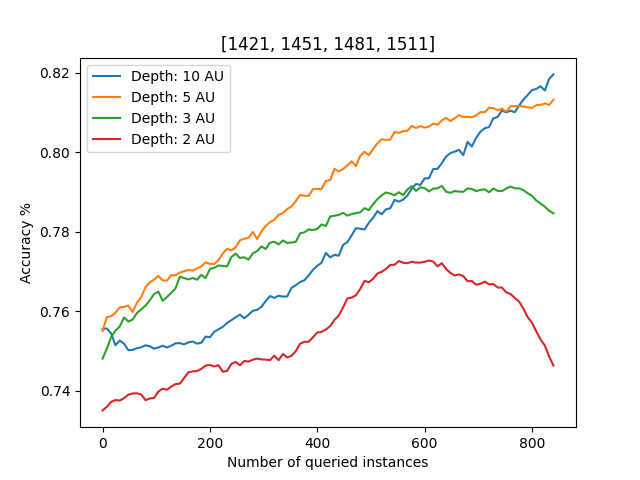 [1421, 1451, 1481, 1511]
Depth: 10 AU
Depth: 5 AU
Depth: 3 AU
Depth: 2 AU
0.82
0.80
0.78
0.76
0.74
Accuracy %
0 200 400 600 800
Number of queried instances